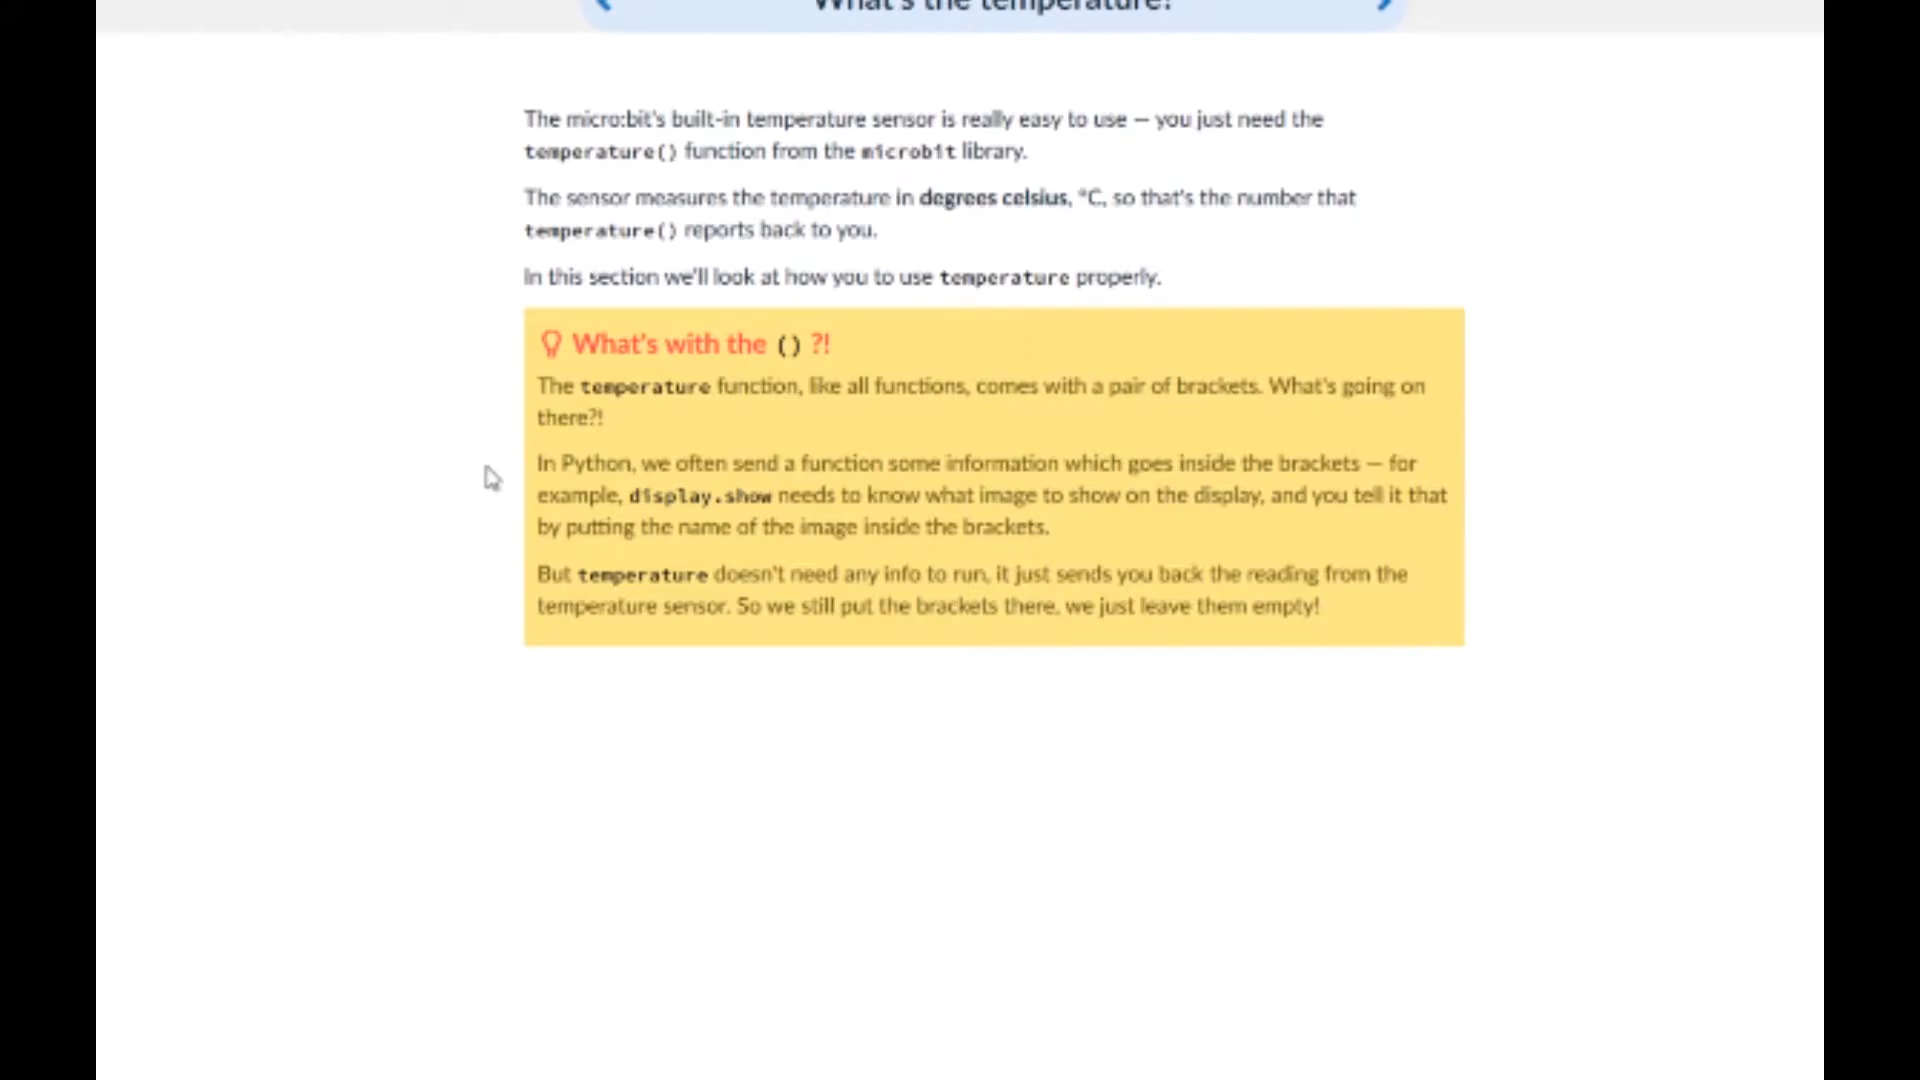 What's the temperature?
The micro:bit's built-in temperature sensor is really easy to use — you just need the
temperature() function from the microbit library.
The sensor measures the temperature in degrees celsius, °C, so that's the number that
temperature() reports back to you.
In this section we'll look at how you to use temperature properly.
What's with the () ?!
The temperature function, like all functions, comes with a pair of brackets. What's going on
there?!
In Python, we often send a function some information which goes inside the brackets — for
example, display.show needs to know what image to show on the display, and you tell it that
by putting the name of the image inside the brackets.
But temperature doesn't need any info to run, it just sends you back the reading from the
temperature sensor. So we still put the brackets there, we just leave them empty!